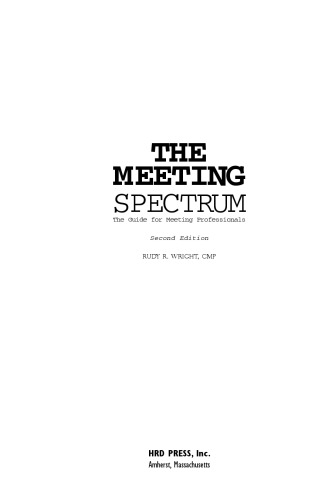 THE
MEETING
SPECTRUM
The Guide for Meeting Professionals
Second Edition
RUDY R. WRIGHT, CMP
HRD PRESS, Inc.
Amherst, Massachusetts